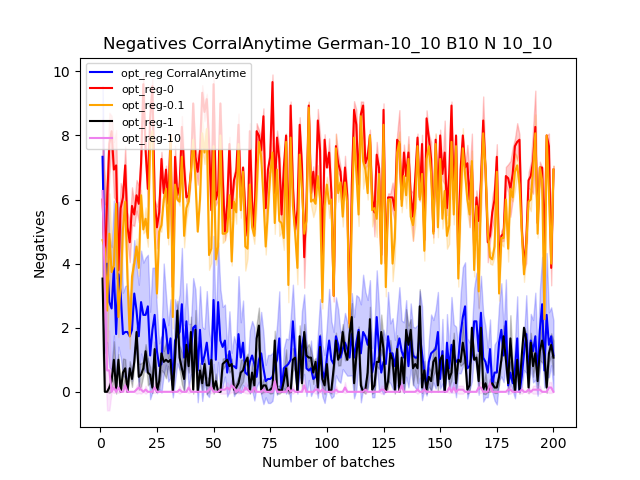 Negatives CorralAnytime German-10_10 B10 N 10_10
opt_reg CorralAnytime
opt_reg-0
opt_reg-0.1
opt_reg-1
opt_reg-10
Negatives
10
8
6
4
2
0
0 25 50 75 100 125 150 175 200
Number of batches